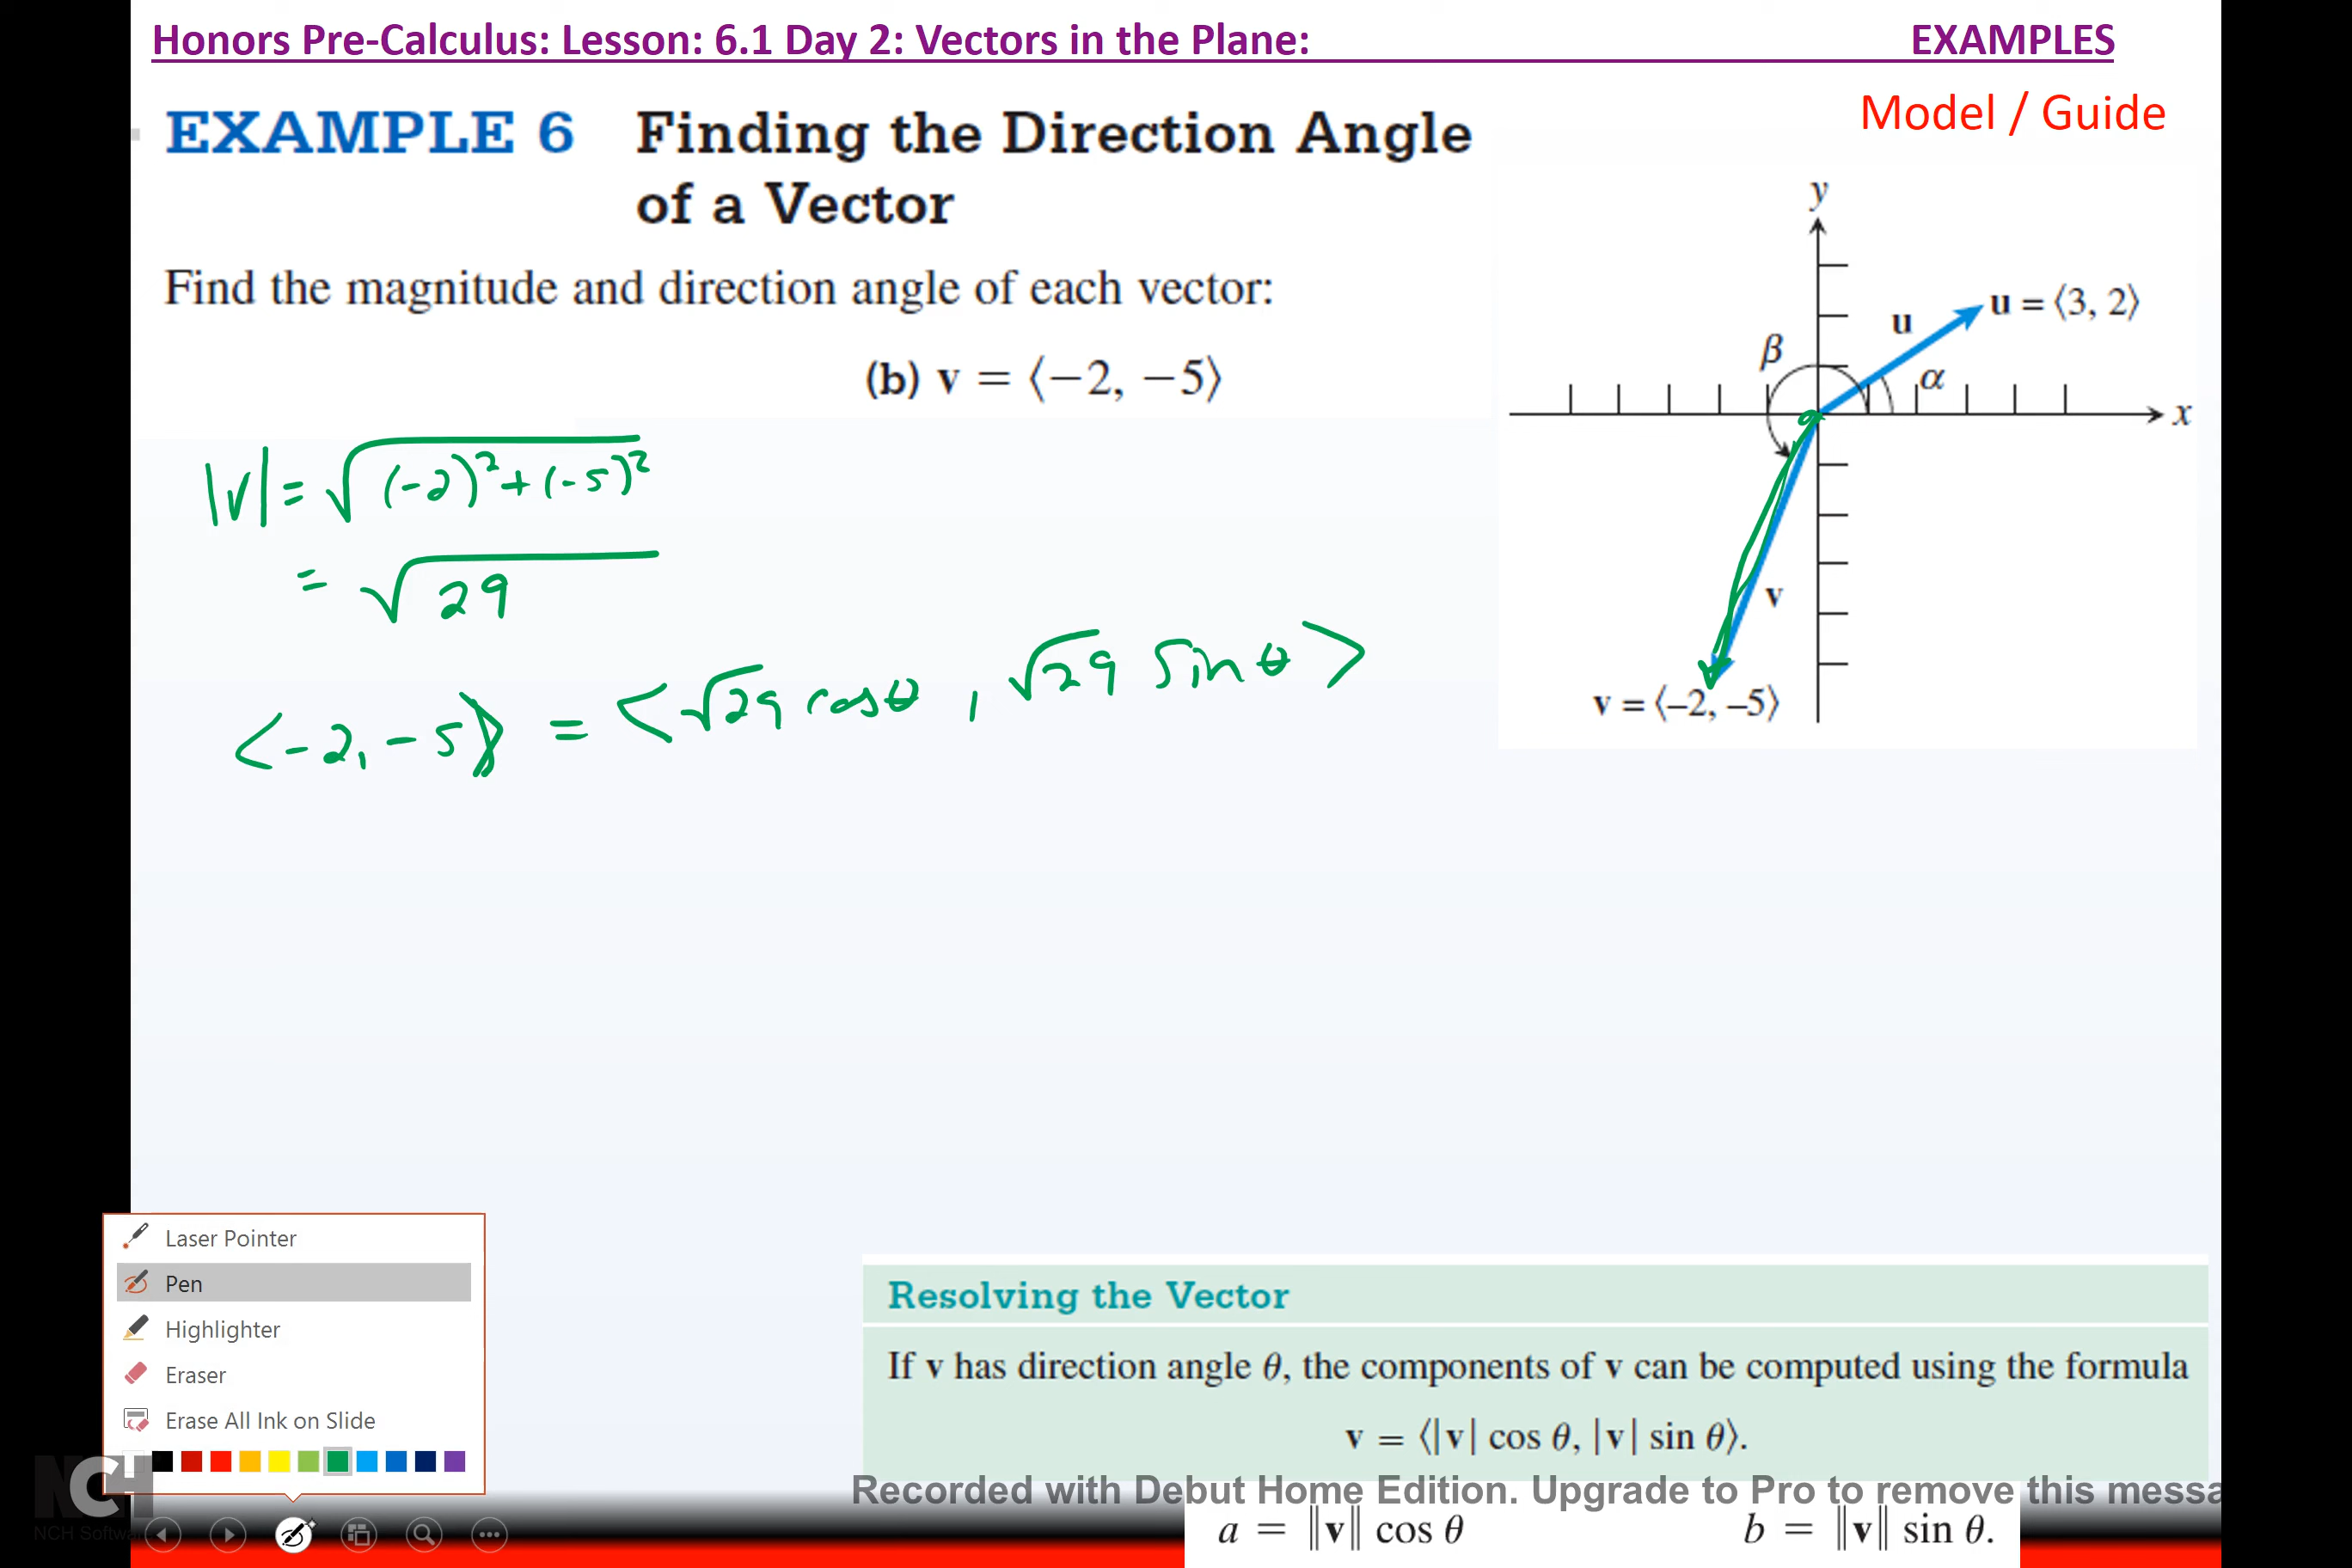 Honors Pre-Calculus: Lesson: 6.1 Day 2: Vectors in the Plane: EXAMPLES
Model / Guide
EXAMPLE 6 Finding the Direction Angle
of a Vector
Find the magnitude and direction angle of each vector:
(b) v = ⟨−2, −5⟩
y
u = ⟨3, 2⟩
u
β
α
x
v
v = ⟨−2, −5⟩
|v| = √((-2)² + (-5)²)
= √29
<-2, -5> = <√29 cosθ, √29 sinθ>
Laser Pointer
Pen
Highlighter
Eraser
Erase All Ink on Slide
Resolving the Vector
If v has direction angle θ, the components of v can be computed using the formula
v = ⟨|v| cos θ, |v| sin θ⟩.
Recorded with Debut Home Edition. Upgrade to Pro to remove this messa
a = ‖v‖ cos θ b = ‖v‖ sin θ.
NCH
NCH Softw